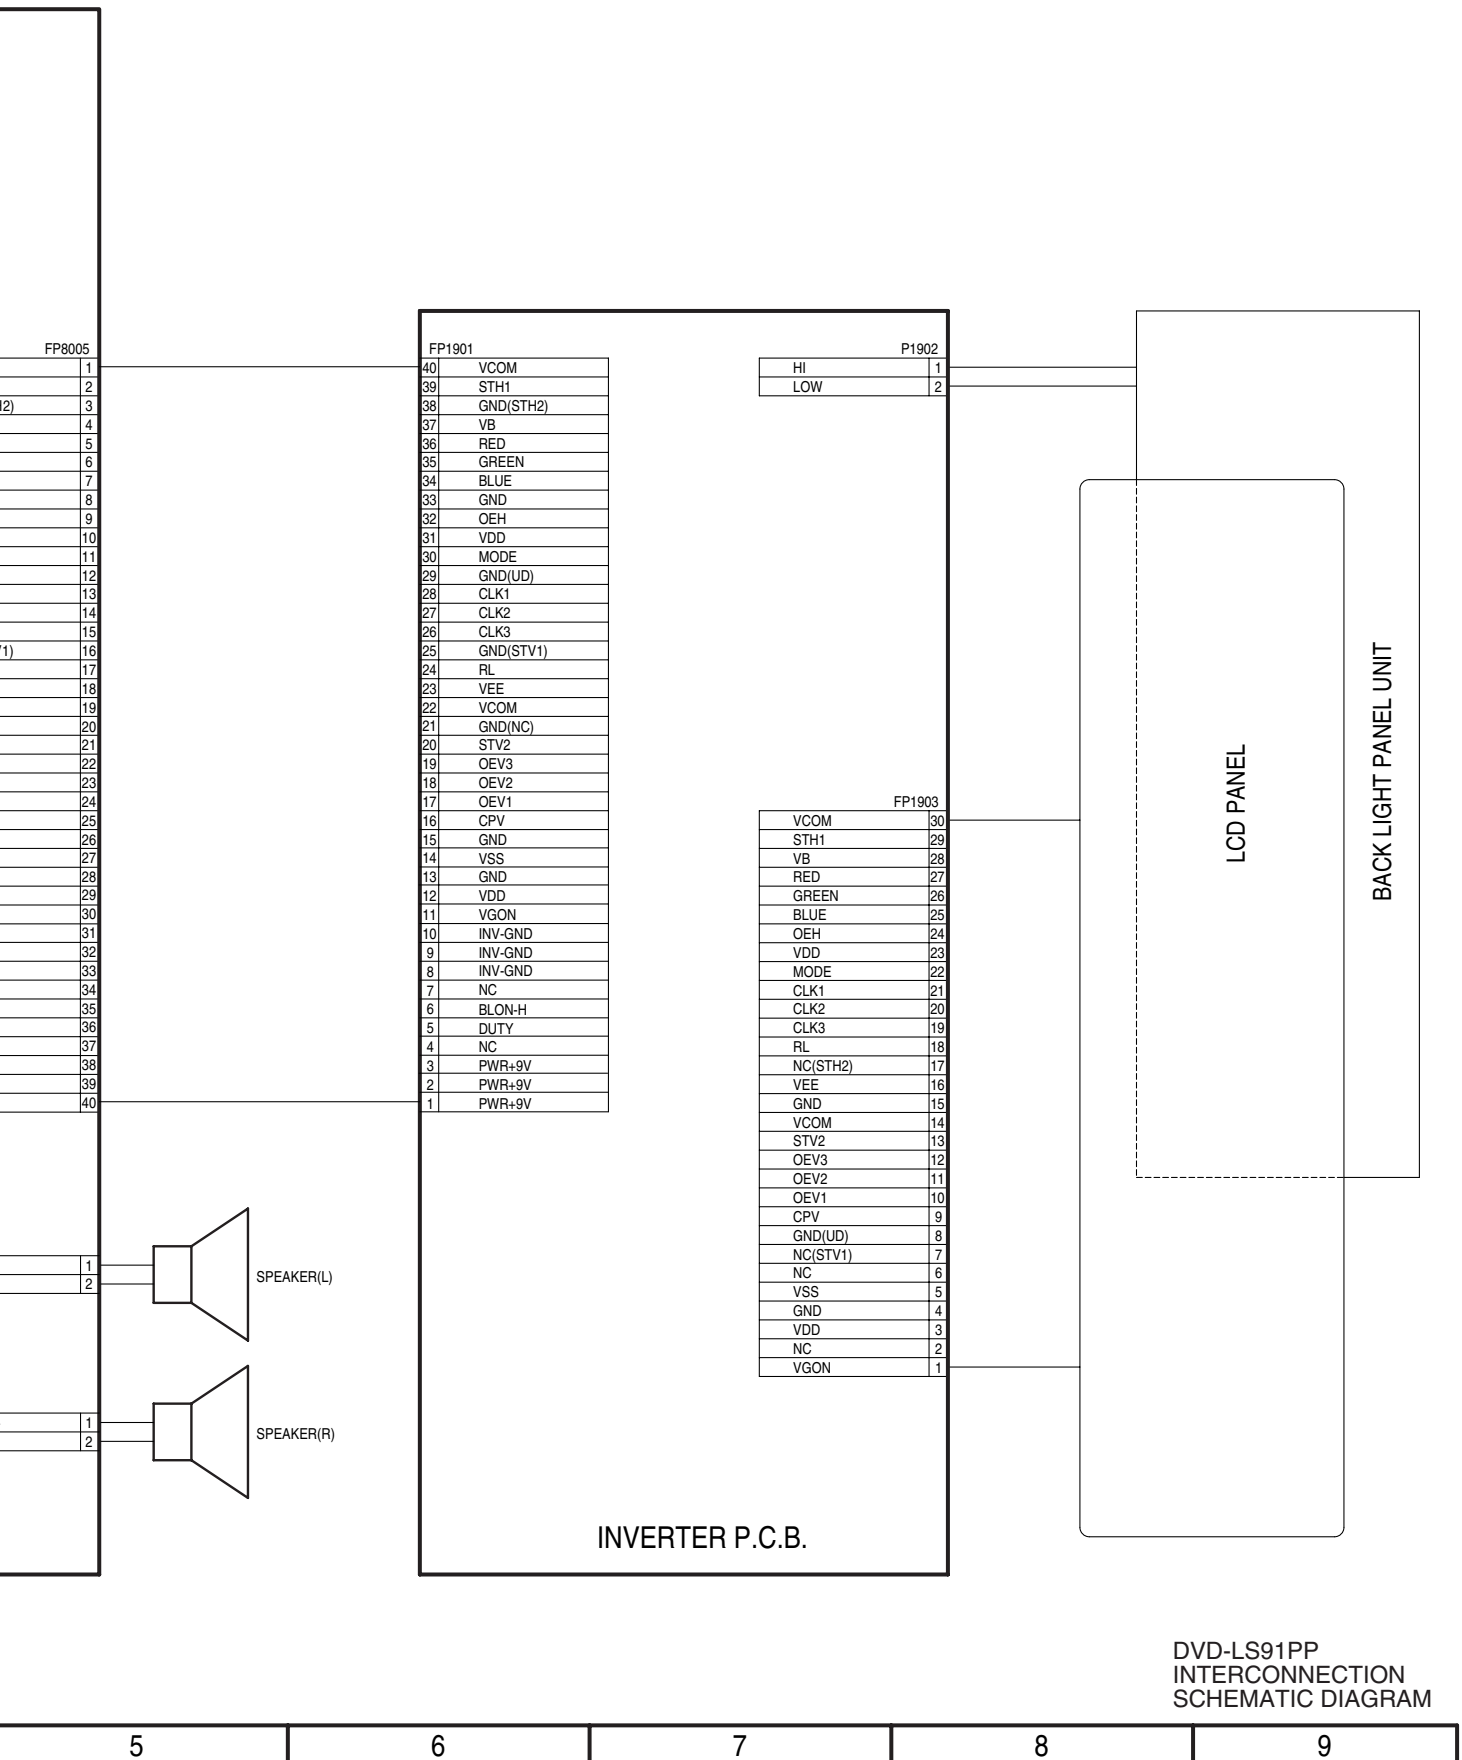 FP8005
1
2
12) 3
4
5
6
7
8
9
10
11
12
13
14
15
/1) 16
17
18
19
20
21
22
23
24
25
26
27
28
29
30
31
32
33
34
35
36
37
38
39
40
1
2
SPEAKER(L)
1
2
SPEAKER(R)
FP1901
40 VCOM
39 STH1
38 GND(STH2)
37 VB
36 RED
35 GREEN
34 BLUE
33 GND
32 OEH
31 VDD
30 MODE
29 GND(UD)
28 CLK1
27 CLK2
26 CLK3
25 GND(STV1)
24 RL
23 VEE
22 VCOM
21 GND(NC)
20 STV2
19 OEV3
18 OEV2
17 OEV1
16 CPV
15 GND
14 VSS
13 GND
12 VDD
11 VGON
10 INV-GND
9 INV-GND
8 INV-GND
7 NC
6 BLON-H
5 DUTY
4 NC
3 PWR+9V
2 PWR+9V
1 PWR+9V
P1902
HI 1
LOW 2
FP1903
VCOM 30
STH1 29
VB 28
RED 27
GREEN 26
BLUE 25
OEH 24
VDD 23
MODE 22
CLK1 21
CLK2 20
CLK3 19
RL 18
NC(STH2) 17
VEE 16
GND 15
VCOM 14
STV2 13
OEV3 12
OEV2 11
OEV1 10
CPV 9
GND(UD) 8
NC(STV1) 7
NC 6
VSS 5
GND 4
VDD 3
NC 2
VGON 1
INVERTER P.C.B.
LCD PANEL
BACK LIGHT PANEL UNIT
DVD-LS91PP
INTERCONNECTION
SCHEMATIC DIAGRAM
5 6 7 8 9